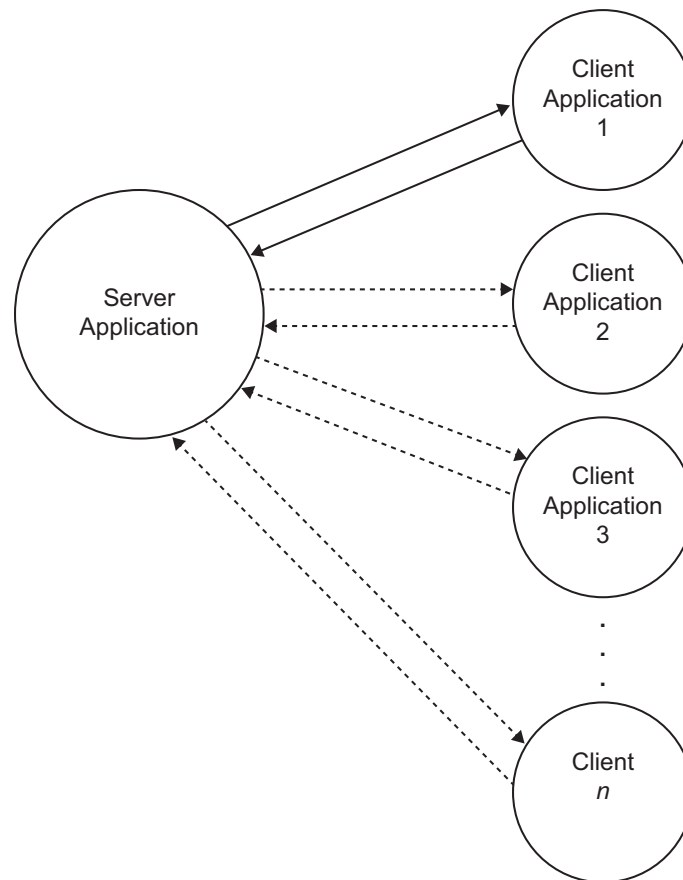 Client
Application
1
Server
Application
Client
Application
2
Client
Application
3
.
.
.
Client
n